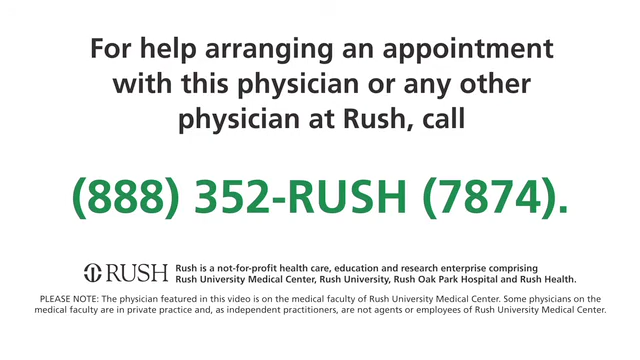 For help arranging an appointment
with this physician or any other
physician at Rush, call
(888) 352-RUSH (7874).
RUSH
Rush is a not-for-profit health care, education and research enterprise comprising
Rush University Medical Center, Rush University, Rush Oak Park Hospital and Rush Health.
PLEASE NOTE: The physician featured in this video is on the medical faculty of Rush University Medical Center. Some physicians on the
medical faculty are in private practice and, as independent practitioners, are not agents or employees of Rush University Medical Center.